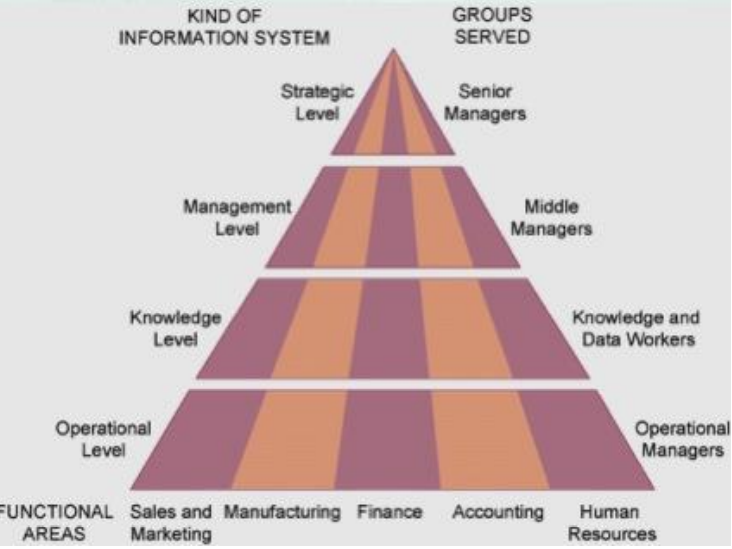 KIND OF
INFORMATION SYSTEM
GROUPS
SERVED
Strategic
Level
Senior
Managers
Management
Level
Middle
Managers
Knowledge
Level
Knowledge and
Data Workers
Operational
Level
Operational
Managers
FUNCTIONAL
AREAS
Sales and
Marketing
Manufacturing
Finance
Accounting
Human
Resources